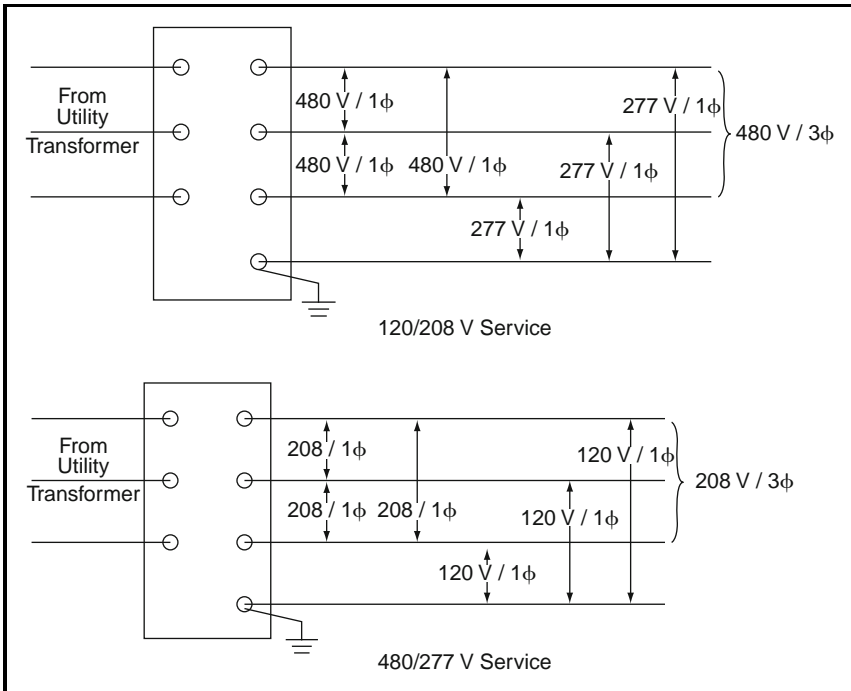 From
Utility
Transformer
480 V / 1ϕ
480 V / 1ϕ
480 V / 1ϕ
277 V / 1ϕ
277 V / 1ϕ
277 V / 1ϕ
480 V / 3ϕ
120/208 V Service
From
Utility
Transformer
208 / 1ϕ
208 / 1ϕ
208 / 1ϕ
120 V / 1ϕ
120 V / 1ϕ
120 V / 1ϕ
208 V / 3ϕ
480/277 V Service